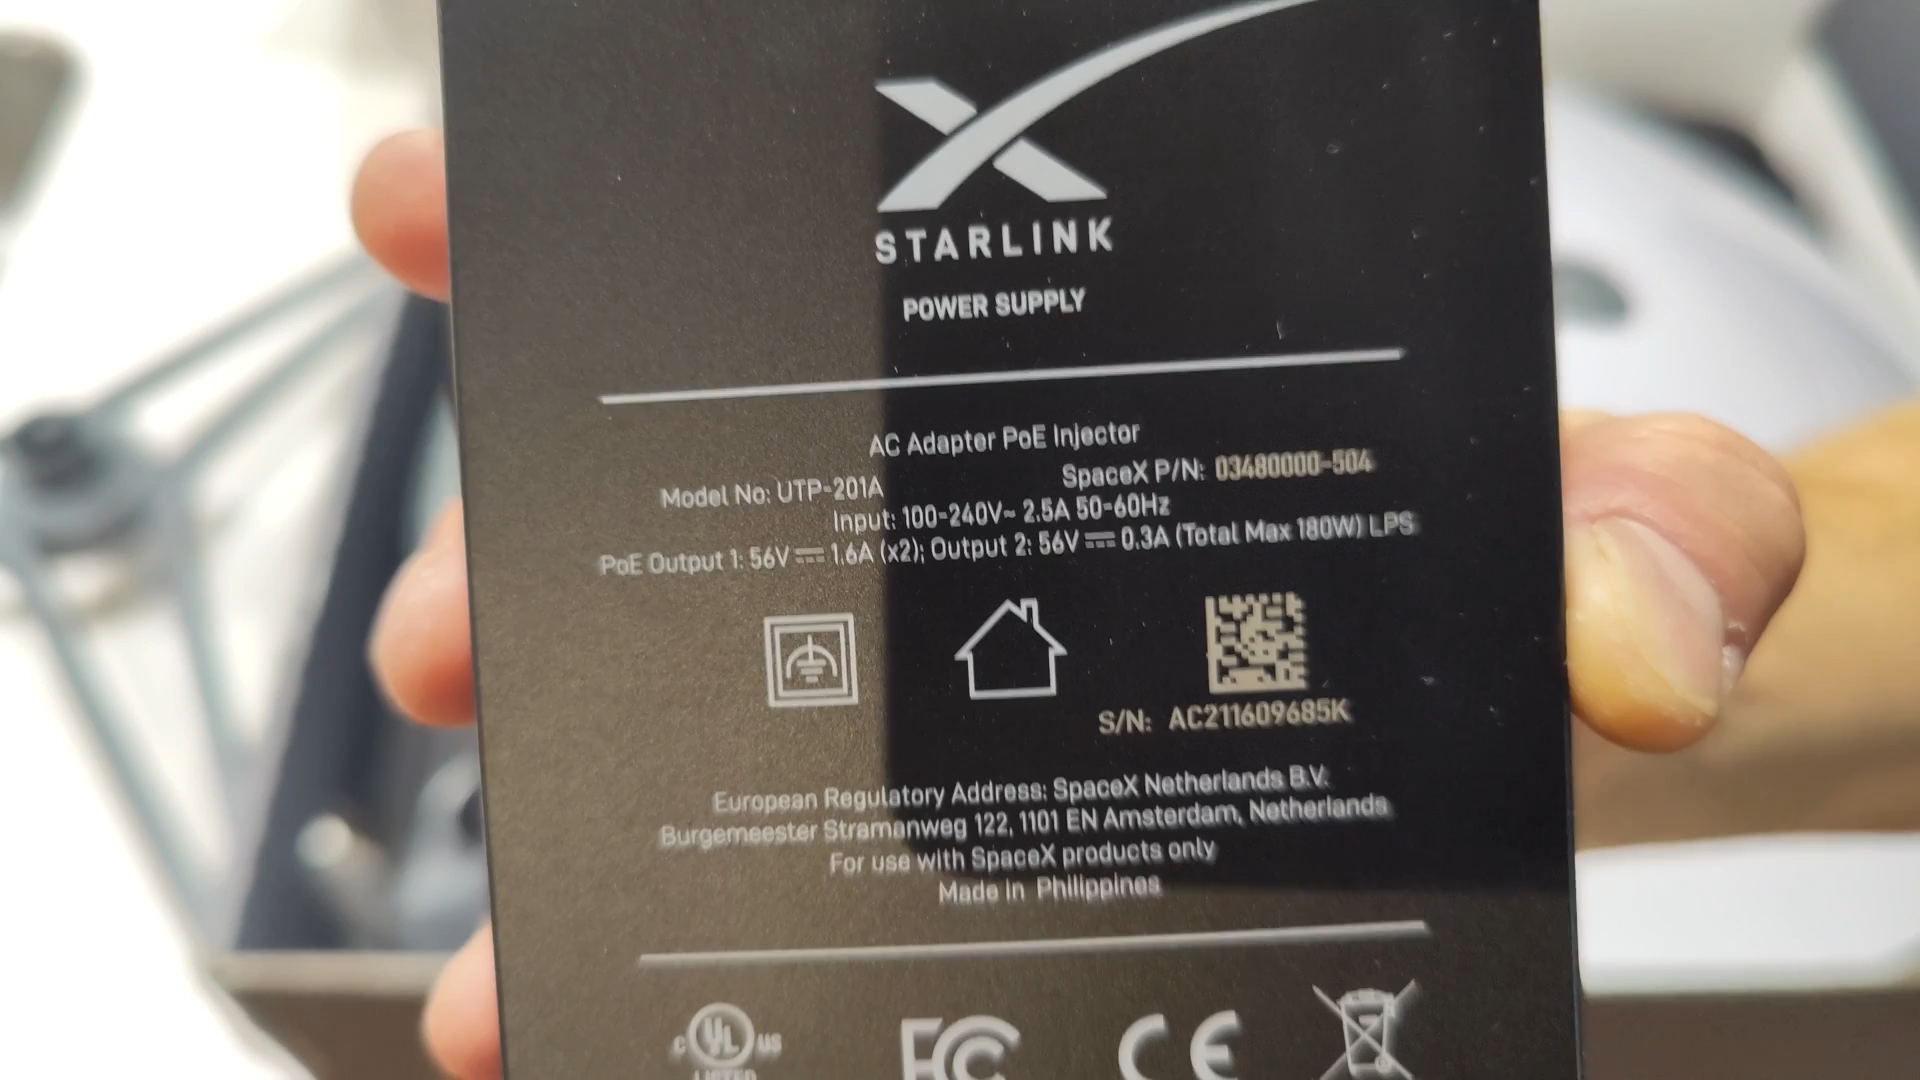 STARLINK
POWER SUPPLY
AC Adapter PoE Injector
Model No: UTP-201A SpaceX P/N: 03480000-504
Input: 100-240V~ 2.5A 50-60Hz
PoE Output 1: 56V ⎓ 1.6A (x2); Output 2: 56V ⎓ 0.3A (Total Max 180W) LPS
S/N: AC211609685K
European Regulatory Address: SpaceX Netherlands B.V.
Burgemeester Stramanweg 122, 1101 EN Amsterdam, Netherlands
For use with SpaceX products only
Made in Philippines
C UL US FC CE
LISTED